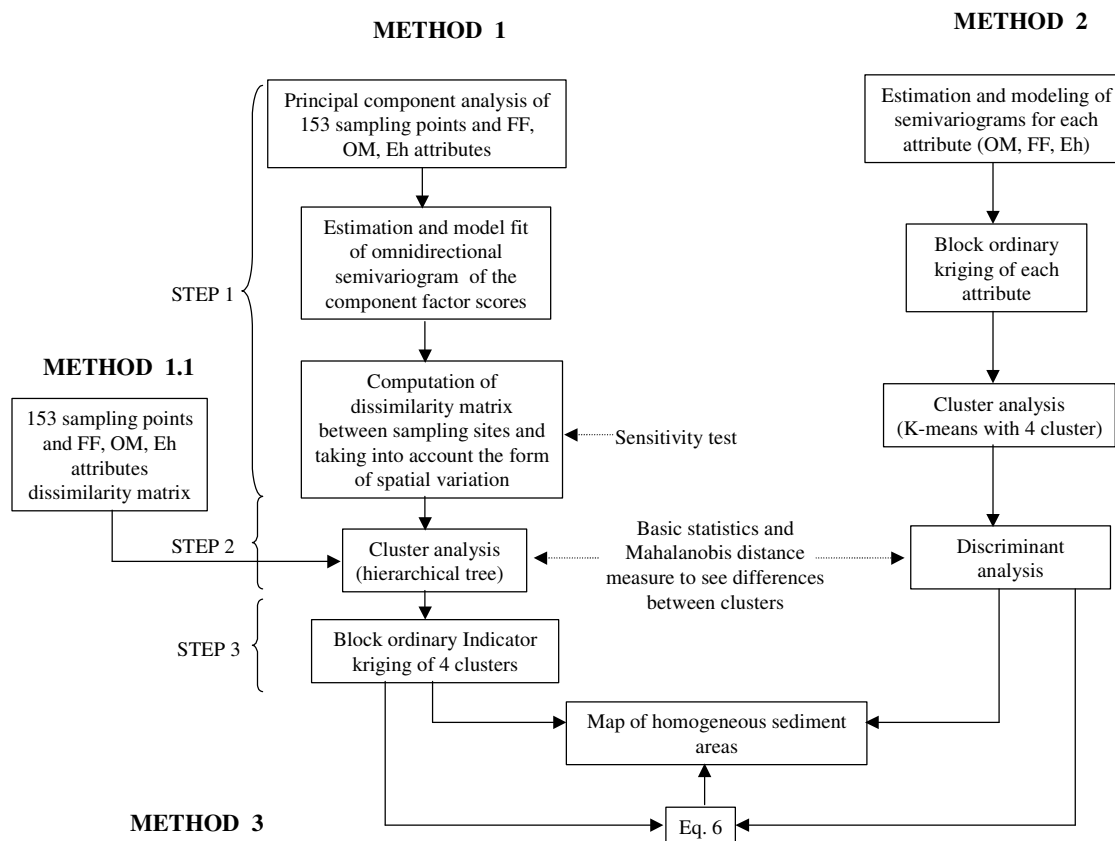 METHOD 1
METHOD 2
Principal component analysis of
153 sampling points and FF,
OM, Eh attributes
Estimation and modeling of
semivariograms for each
attribute (OM, FF, Eh)
Estimation and model fit
of omnidirectional
semivariogram of the
component factor scores
Block ordinary
kriging of each
attribute
STEP 1
METHOD 1.1
153 sampling points
and FF, OM, Eh
attributes
dissimilarity matrix
Computation of
dissimilarity matrix
between sampling sites and
taking into account the form
of spatial variation
Sensitivity test
Cluster analysis
(K-means with 4 cluster)
STEP 2
Cluster analysis
(hierarchical tree)
Basic statistics and
Mahalanobis distance
measure to see differences
between clusters
Discriminant
analysis
STEP 3
Block ordinary Indicator
kriging of 4 clusters
Map of homogeneous sediment
areas
METHOD 3
Eq. 6